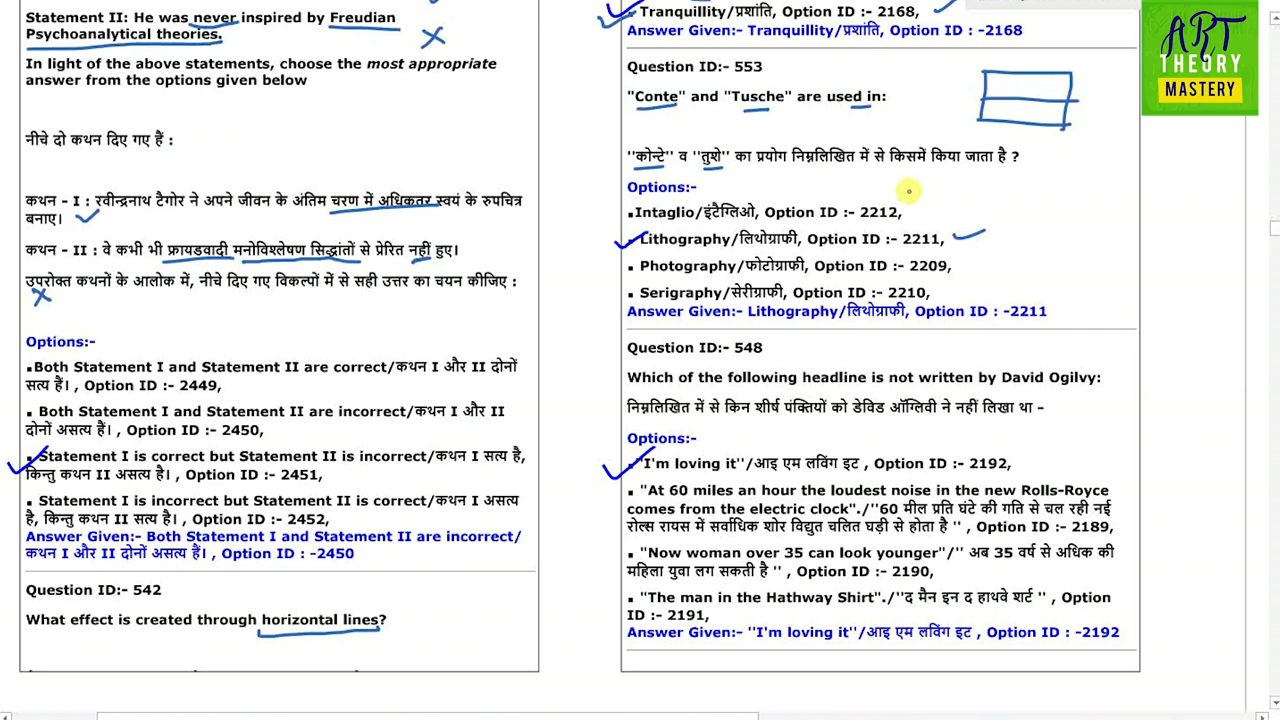 Statement II: He was never inspired by Freudian
Psychoanalytical theories.
In light of the above statements, choose the most appropriate
answer from the options given below
नीचे दो कथन दिए गए हैं :
कथन - I : रवीन्द्रनाथ टैगोर ने अपने जीवन के अंतिम चरण में अधिकतर स्वयं के रुपचित्र
बनाए।
कथन - II : वे कभी भी फ्रायडवादी मनोविश्लेषण सिद्धांतों से प्रेरित नहीं हुए।
उपरोक्त कथनों के आलोक में, नीचे दिए गए विकल्पों में से सही उत्तर का चयन कीजिए :
Options:-
▪Both Statement I and Statement II are correct/कथन I और II दोनों
सत्य हैं। , Option ID :- 2449,
▪ Both Statement I and Statement II are incorrect/कथन I और II
दोनों असत्य हैं। , Option ID :- 2450,
Statement I is correct but Statement II is incorrect/कथन I सत्य है,
किन्तु कथन II असत्य है। , Option ID :- 2451,
▪ Statement I is incorrect but Statement II is correct/कथन I असत्य
है, किन्तु कथन II सत्य है। , Option ID :- 2452,
Answer Given:- Both Statement I and Statement II are incorrect/
कथन I और II दोनों असत्य हैं। , Option ID : -2450
Question ID:- 542
What effect is created through horizontal lines?
Tranquillity/प्रशांति, Option ID :- 2168,
Answer Given:- Tranquillity/प्रशांति, Option ID : -2168
Question ID:- 553
"Conte" and "Tusche" are used in:
''कोन्टे'' व ''तुशे'' का प्रयोग निम्नलिखित में से किसमें किया जाता है ?
Options:-
▪Intaglio/इंटैग्लिओ, Option ID :- 2212,
Lithography/लिथोग्राफी, Option ID :- 2211,
▪ Photography/फोटोग्राफी, Option ID :- 2209,
▪ Serigraphy/सेरीग्राफी, Option ID :- 2210,
Answer Given:- Lithography/लिथोग्राफी, Option ID : -2211
Question ID:- 548
Which of the following headline is not written by David Ogilvy:
निम्नलिखित में से किन शीर्ष पंक्तियों को डेविड ऑग्लिवी ने नहीं लिखा था -
Options:-
"I'm loving it''/आइ एम लविंग इट , Option ID :- 2192,
▪ "At 60 miles an hour the loudest noise in the new Rolls-Royce
comes from the electric clock"./''60 मील प्रति घंटे की गति से चल रही नई
रोल्स रायस में सर्वाधिक शोर विद्युत चलित घड़ी से होता है '' , Option ID :- 2189,
▪ "Now woman over 35 can look younger"/'' अब 35 वर्ष से अधिक की
महिला युवा लग सकती है '' , Option ID :- 2190,
▪ "The man in the Hathway Shirt"./''द मैन इन द हाथवे शर्ट '' , Option
ID :- 2191,
Answer Given:- ''I'm loving it''/आइ एम लविंग इट , Option ID : -2192
ART
THEORY
MASTERY